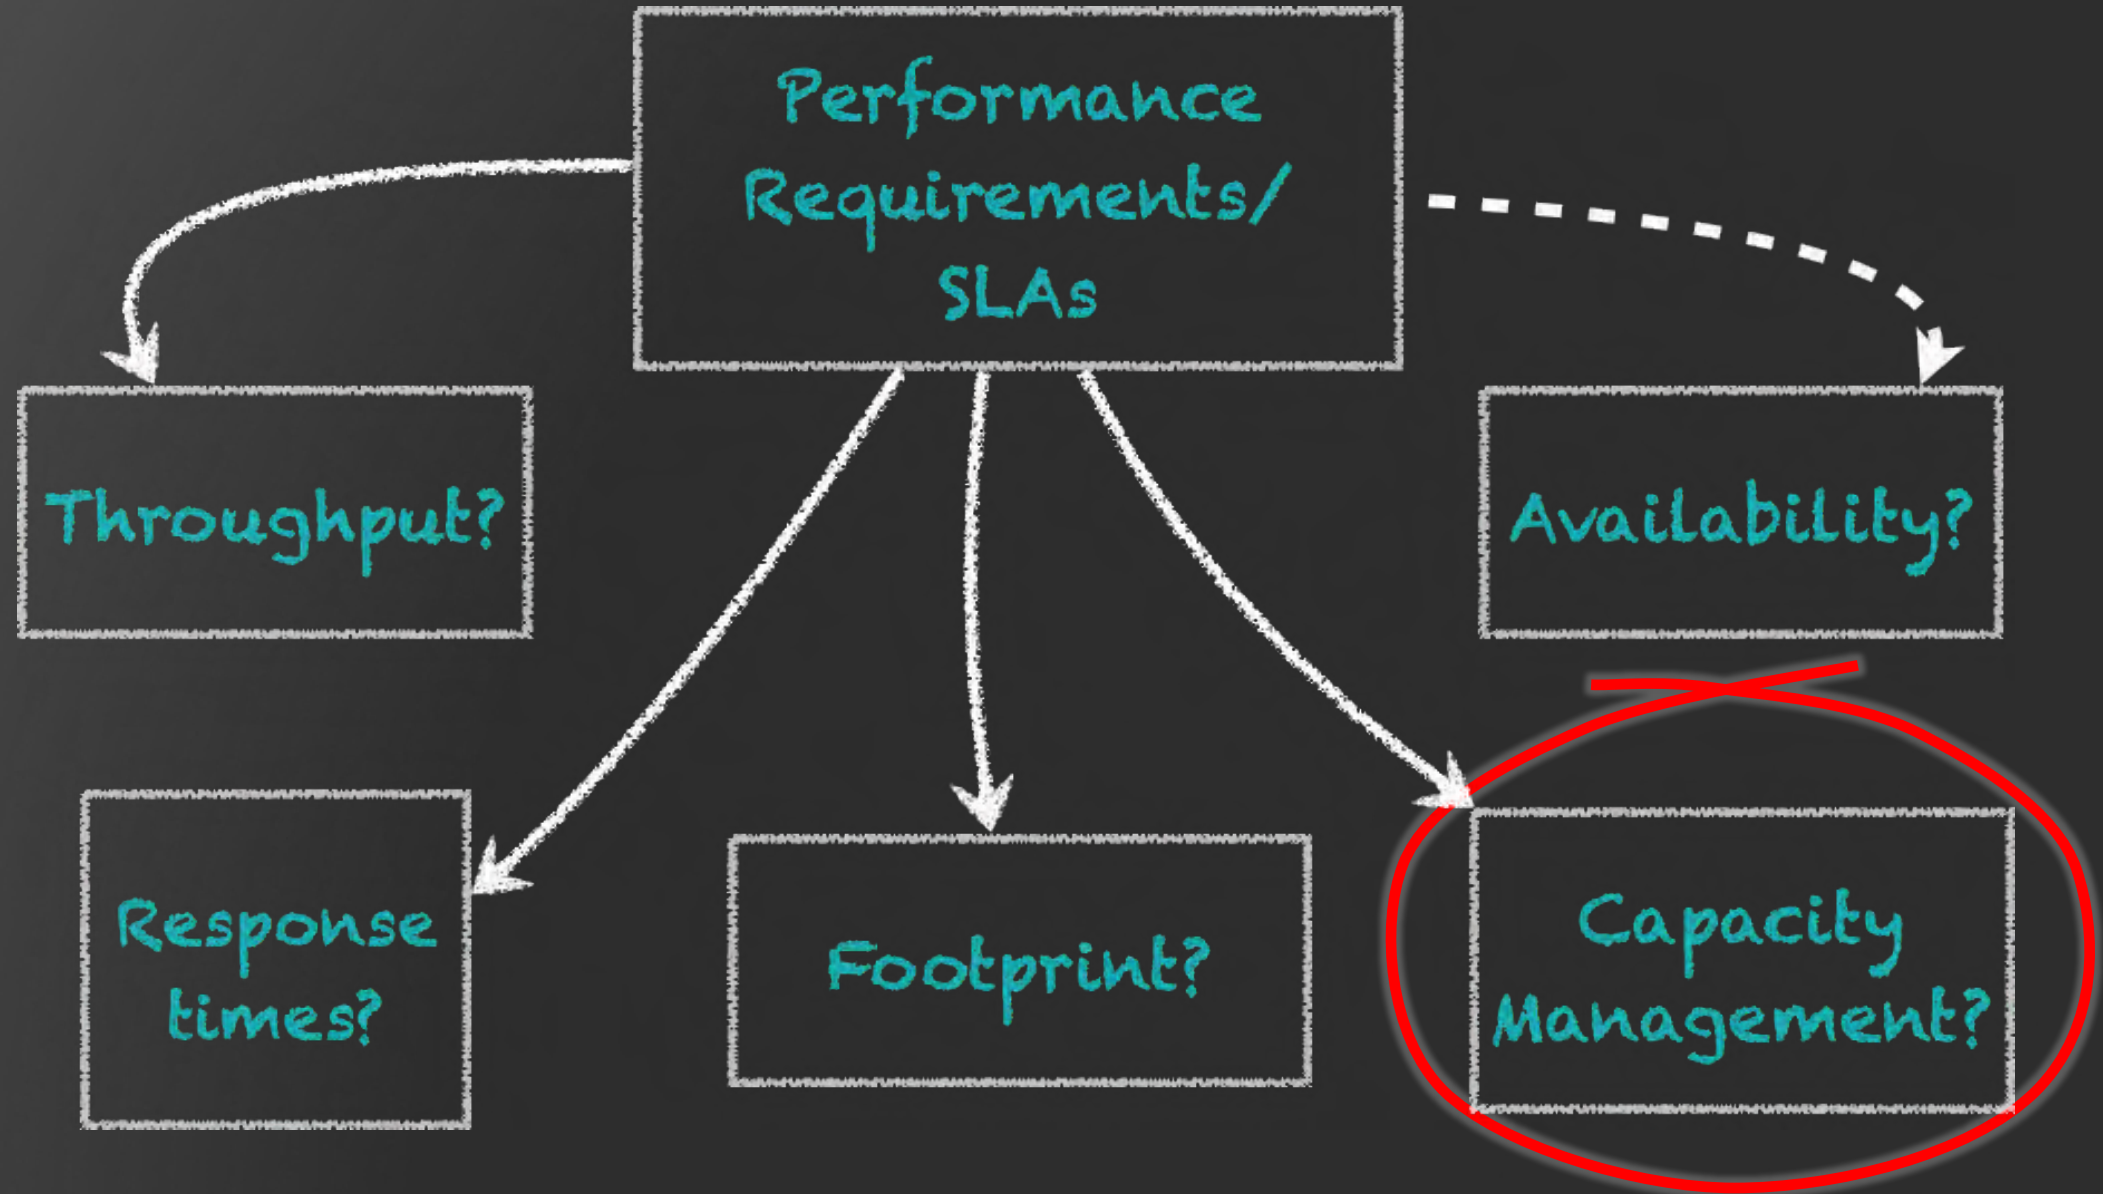 Performance
Requirements/
SLAs
Throughput?
Availability?
Response
times?
Footprint?
Capacity
Management?